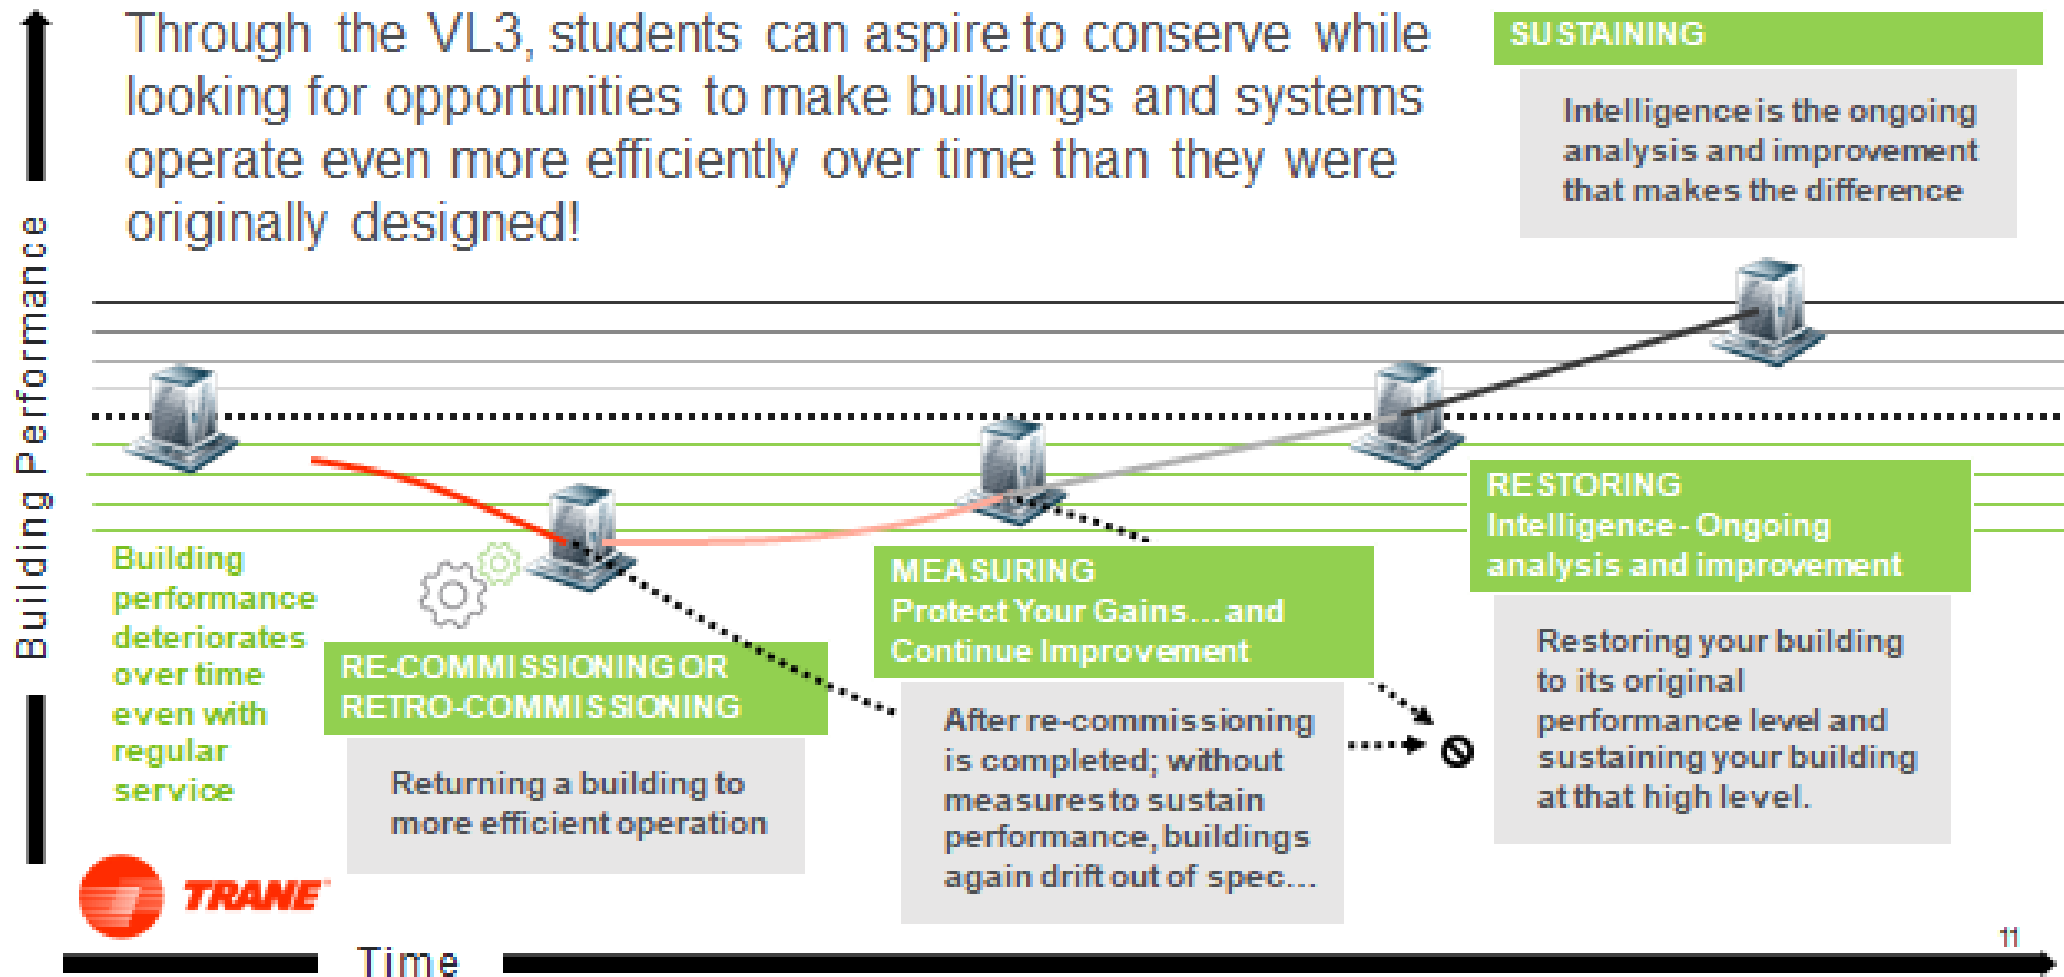 Through the VL3, students can aspire to conserve while
looking for opportunities to make buildings and systems
operate even more efficiently over time than they were
originally designed!
SUSTAINING
Intelligence is the ongoing
analysis and improvement
that makes the difference
Building Performance
Building
performance
deteriorates
over time
even with
regular
service
RE-COMMISSIONING OR
RETRO-COMMISSIONING
Returning a building to
more efficient operation
MEASURING
Protect Your Gains...and
Continue Improvement
After re-commissioning
is completed; without
measures to sustain
performance, buildings
again drift out of spec...
RESTORING
Intelligence - Ongoing
analysis and improvement
Restoring your building
to its original
performance level and
sustaining your building
at that high level.
TRANE
Time
11